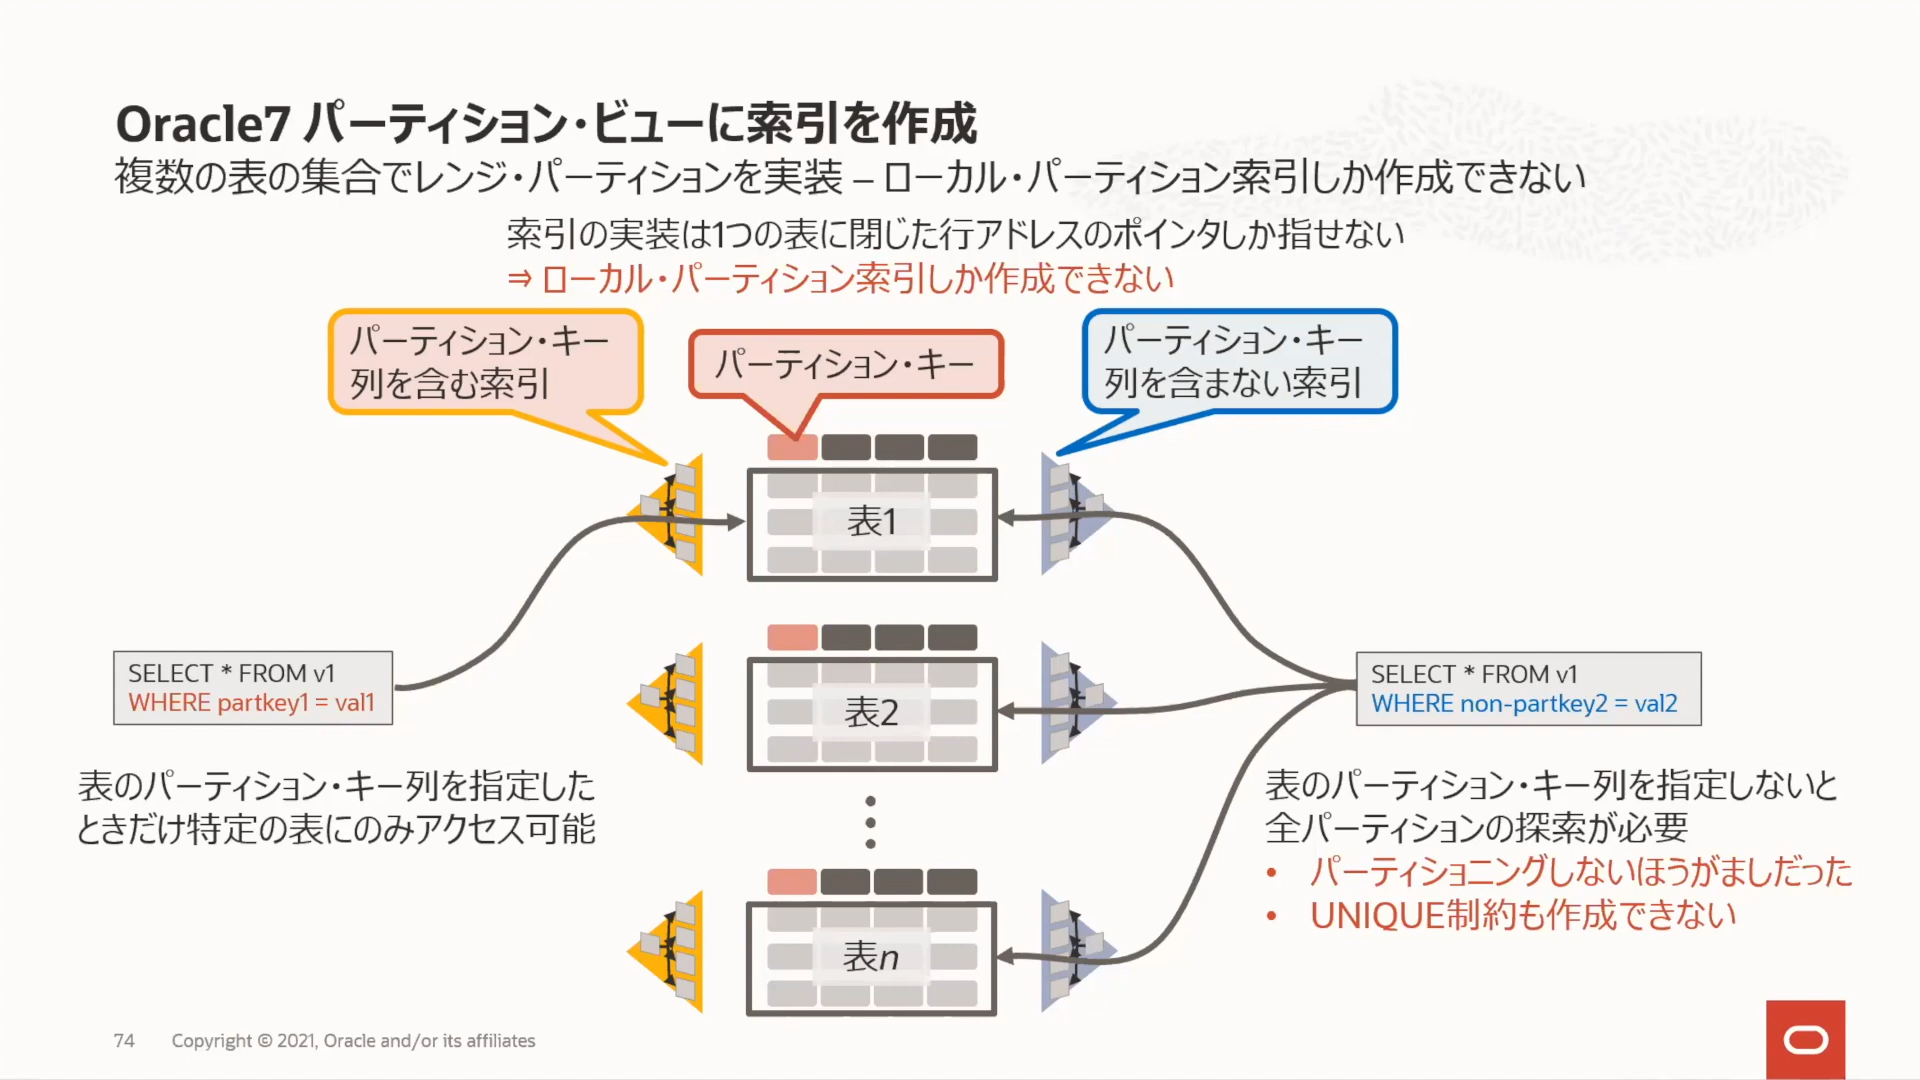 Oracle7 パーティション・ビューに索引を作成
複数の表の集合でレンジ・パーティションを実装 – ローカル・パーティション索引しか作成できない
索引の実装は1つの表に閉じた行アドレスのポインタしか指せない
⇒ ローカル・パーティション索引しか作成できない
パーティション・キー
列を含む索引
パーティション・キー
パーティション・キー
列を含まない索引
表1
SELECT * FROM v1
WHERE partkey1 = val1
表2
SELECT * FROM v1
WHERE non-partkey2 = val2
表のパーティション・キー列を指定した
ときだけ特定の表にのみアクセス可能
表のパーティション・キー列を指定しないと
全パーティションの探索が必要
• パーティショニングしないほうがましだった
• UNIQUE制約も作成できない
表n
74 Copyright © 2021, Oracle and/or its affiliates